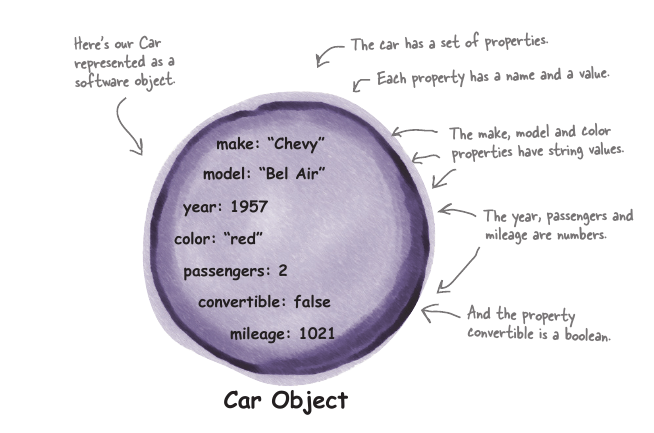 Here's our Car
represented as a
software object.
The car has a set of properties.
Each property has a name and a value.
The make, model and color
properties have string values.
The year, passengers and
mileage are numbers.
And the property
convertible is a boolean.
make: “Chevy”
model: “Bel Air”
year: 1957
color: “red”
passengers: 2
convertible: false
mileage: 1021
Car Object